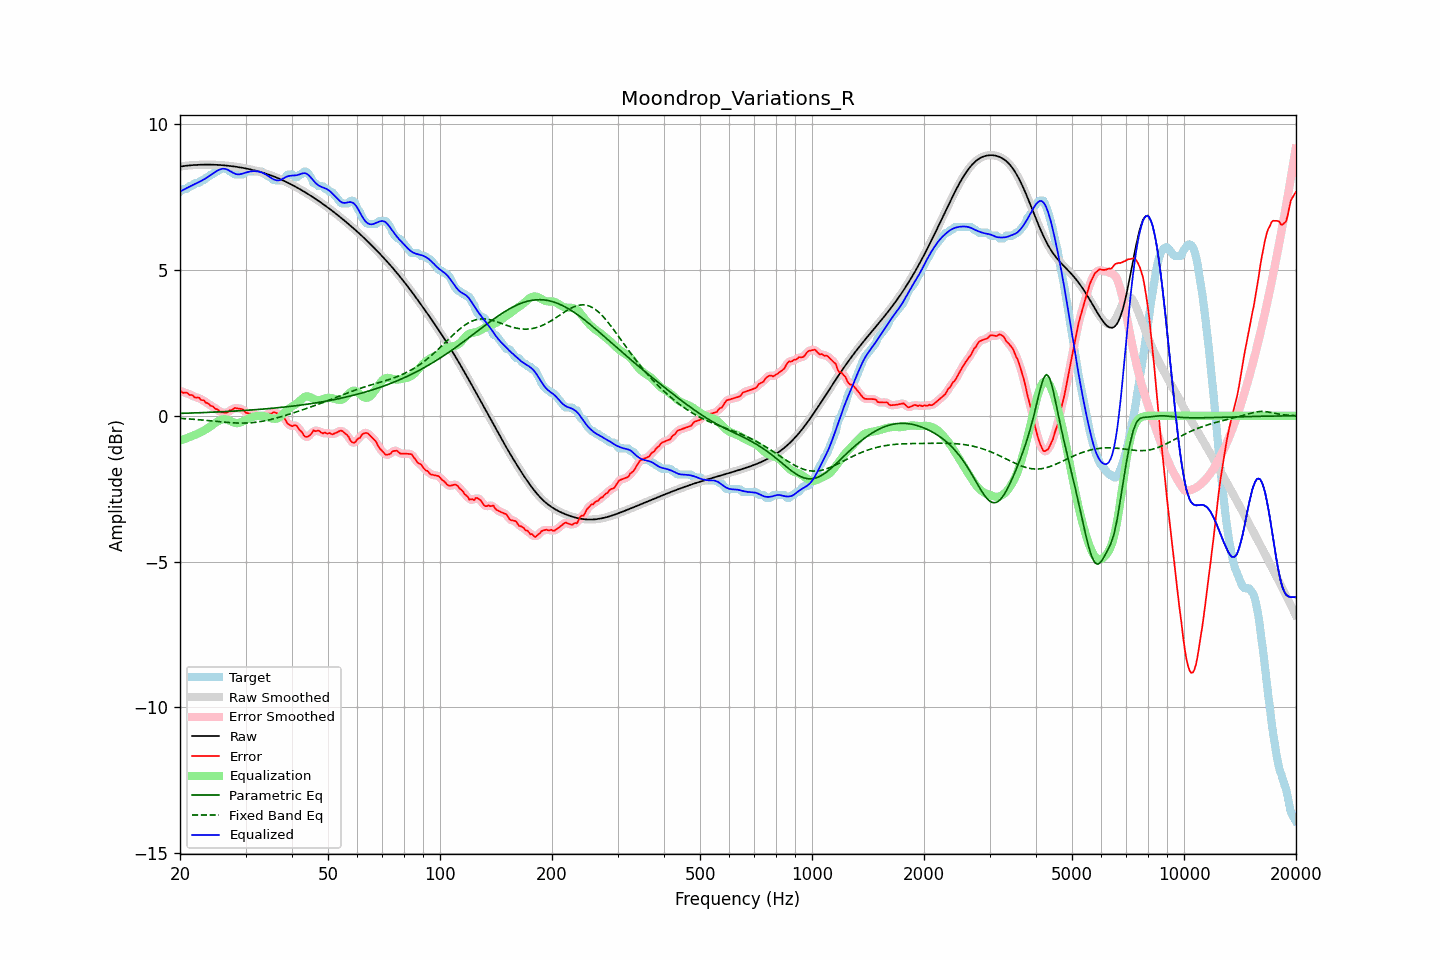 Moondrop_Variations_R
10
5
0
−5
−10
−15
Amplitude (dBr)
Target
Raw Smoothed
Error Smoothed
Raw
Error
Equalization
Parametric Eq
Fixed Band Eq
Equalized
20 50 100 200 500 1000 2000 5000 10000 20000
Frequency (Hz)